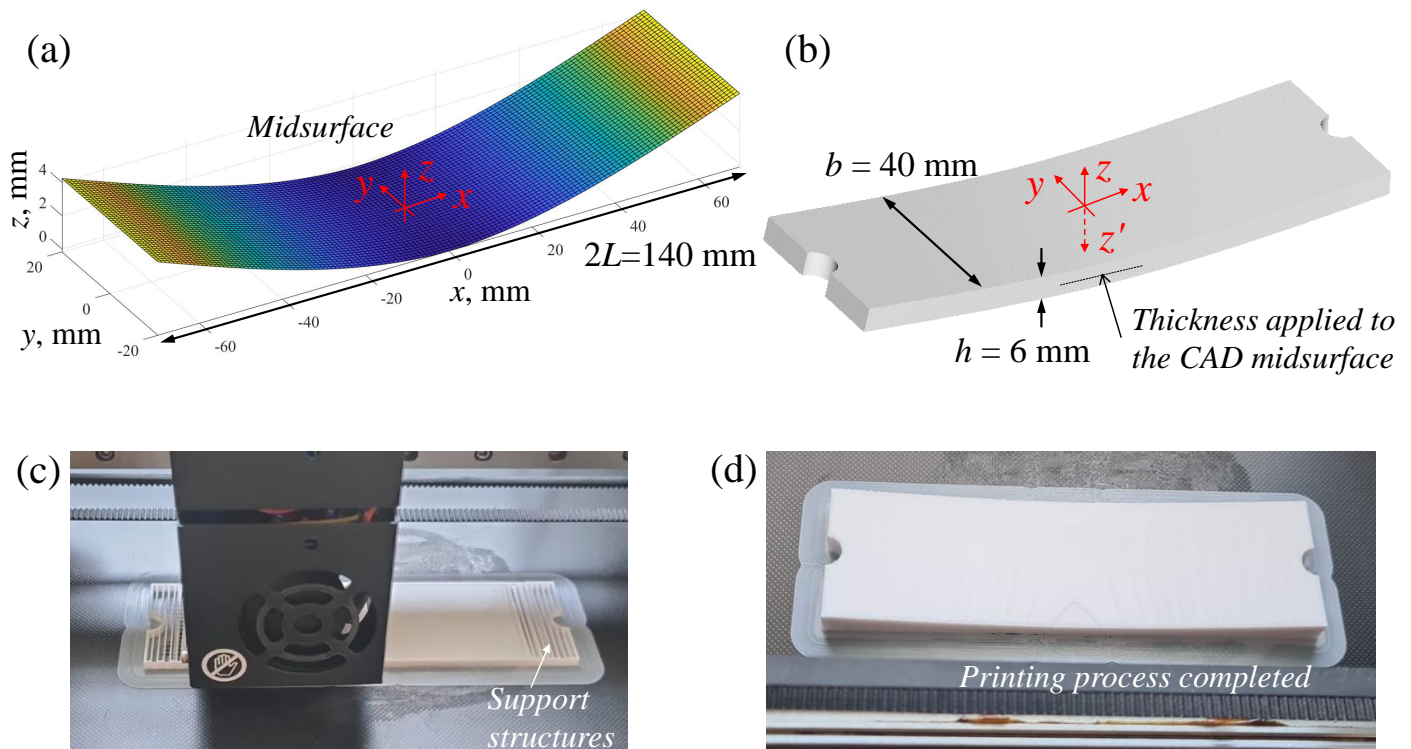 (a)
Midsurface
z
y
x
z, mm
4
2
0
20
0
-20
y, mm
-60
-40
-20
0
20
40
60
x, mm
2L=140 mm
(b)
b = 40 mm
z
y
x
z'
h = 6 mm
Thickness applied to
the CAD midsurface
(c)
Support
structures
(d)
Printing process completed